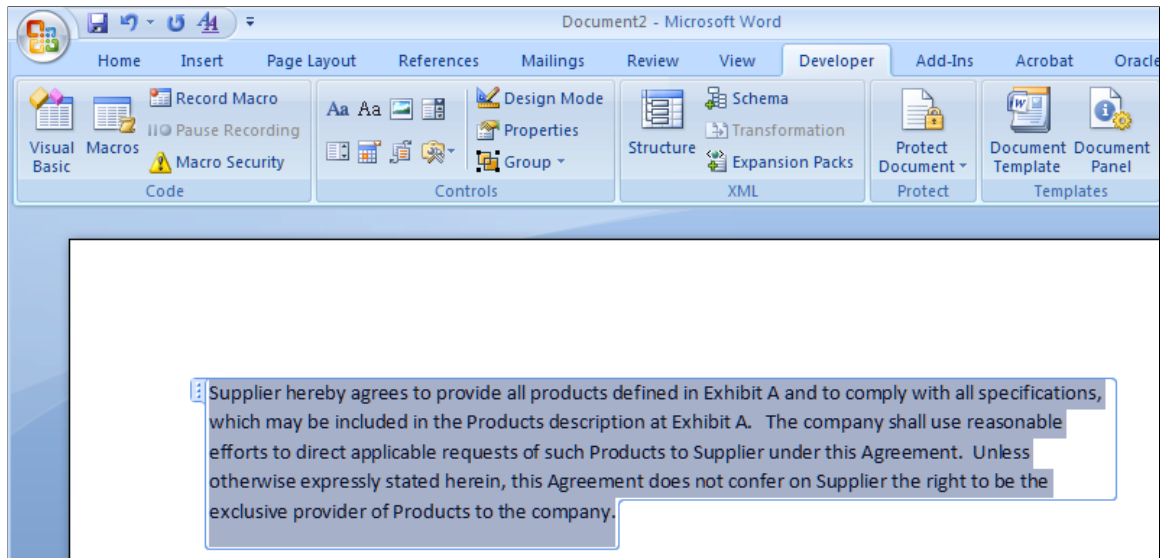 Document2 - Microsoft Word
Home Insert Page Layout References Mailings Review View Developer Add-Ins Acrobat Oracle
Record Macro Aa Aa Design Mode Schema
Pause Recording Properties Transformation
Visual Basic Macros Macro Security Group Structure Expansion Packs Protect Document Document Template Document Panel
Code Controls XML Protect Templates
Supplier hereby agrees to provide all products defined in Exhibit A and to comply with all specifications,
which may be included in the Products description at Exhibit A. The company shall use reasonable
efforts to direct applicable requests of such Products to Supplier under this Agreement. Unless
otherwise expressly stated herein, this Agreement does not confer on Supplier the right to be the
exclusive provider of Products to the company.